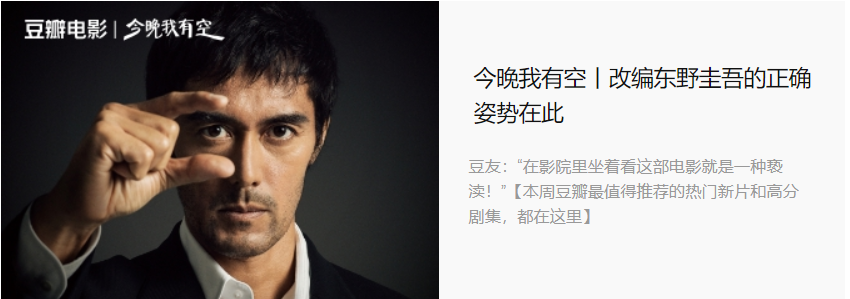 豆瓣电影 | 今晚我有空
今晚我有空丨改编东野圭吾的正确
姿势在此
豆友：“在影院里坐着看这部电影就是一种亵
渎！”【本周豆瓣最值得推荐的热门新片和高分
剧集，都在这里】